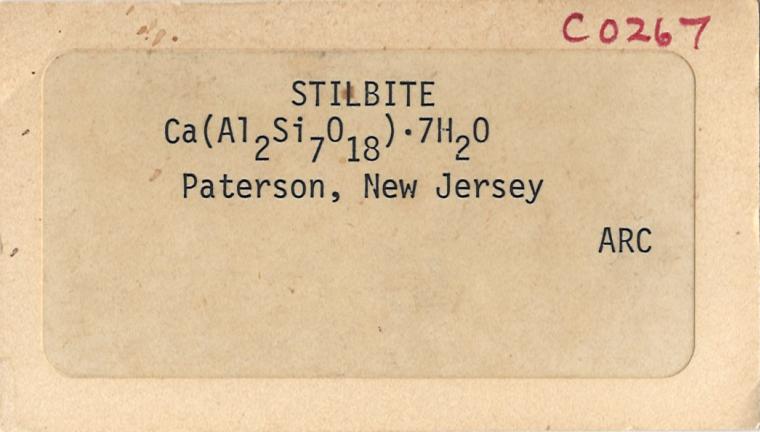 C0267
STILBITE
Ca(Al₂Si₇O₁₈)·7H₂O
Paterson, New Jersey
ARC